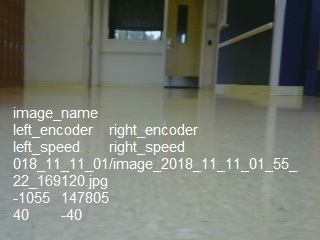 image_name
left_encoder right_encoder
left_speed right_speed
018_11_11_01/image_2018_11_11_01_55_
22_169120.jpg
-1055 147805
40 -40